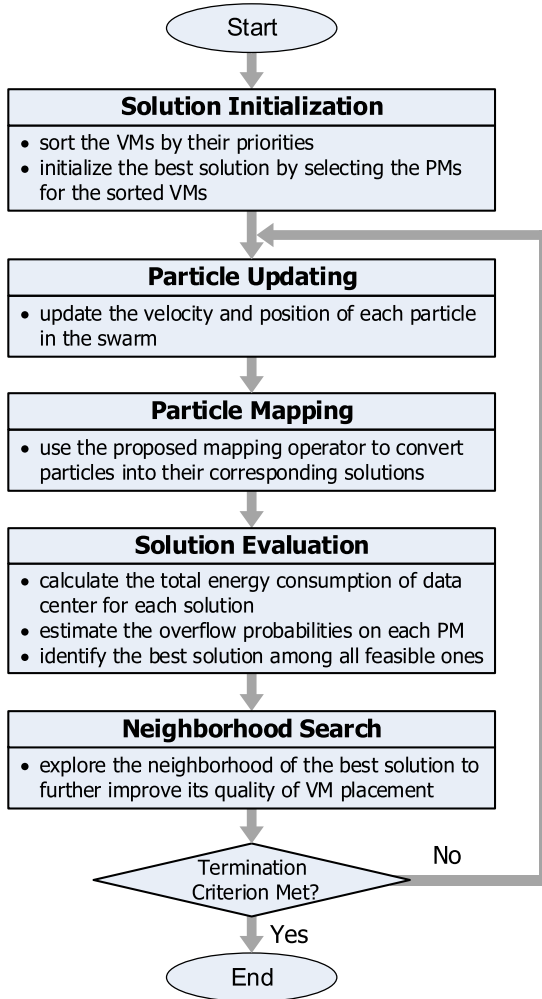 Start
Solution Initialization
• sort the VMs by their priorities
• initialize the best solution by selecting the PMs
for the sorted VMs
Particle Updating
• update the velocity and position of each particle
in the swarm
Particle Mapping
• use the proposed mapping operator to convert
particles into their corresponding solutions
Solution Evaluation
• calculate the total energy consumption of data
center for each solution
• estimate the overflow probabilities on each PM
• identify the best solution among all feasible ones
Neighborhood Search
• explore the neighborhood of the best solution to
further improve its quality of VM placement
Termination
Criterion Met?
No
Yes
End